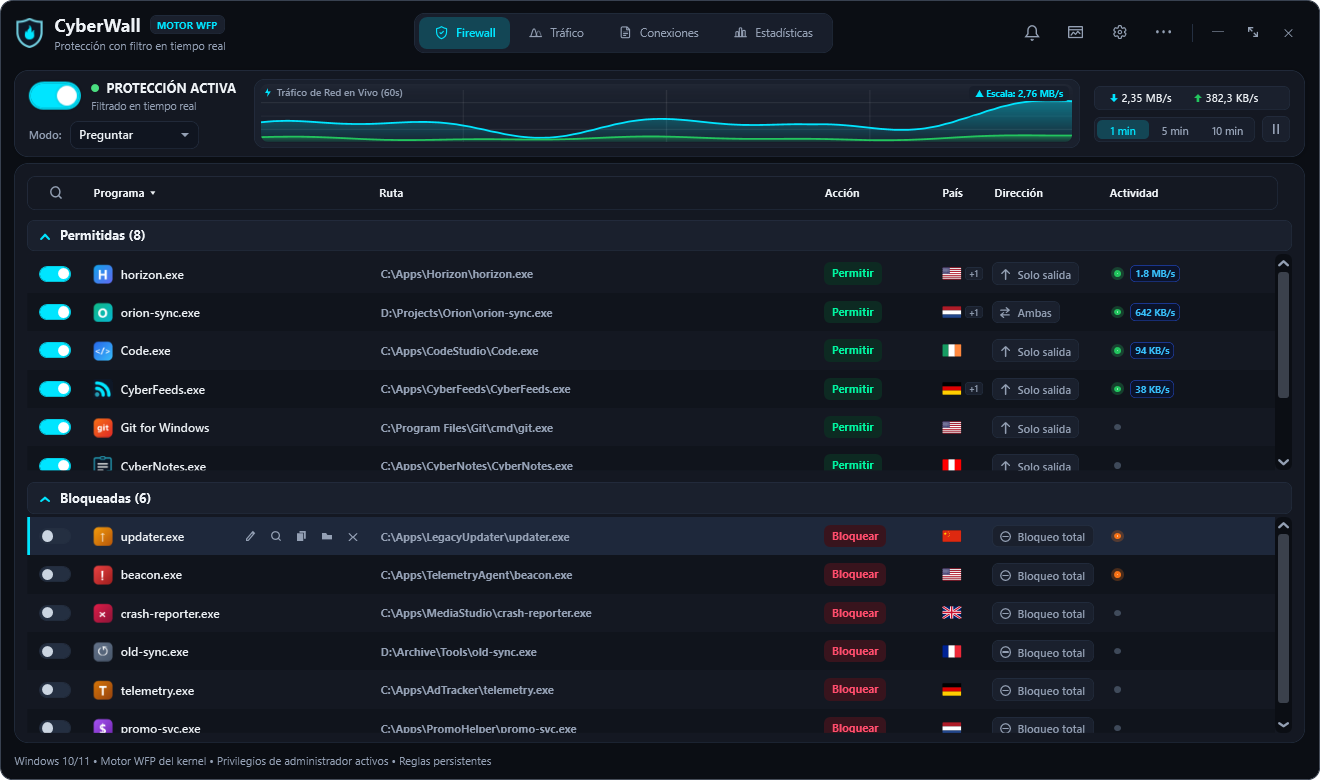 CyberWall MOTOR WFP
Protección con filtro en tiempo real
Firewall Tráfico Conexiones Estadísticas
PROTECCIÓN ACTIVA
Filtrado en tiempo real
Modo: Preguntar
Tráfico de Red en Vivo (60s) Escala: 2,76 MB/s
2,35 MB/s 382,3 KB/s
1 min 5 min 10 min
Programa Ruta Acción País Dirección Actividad
Permitidas (8)
H horizon.exe C:\Apps\Horizon\horizon.exe Permitir +1 Solo salida 1.8 MB/s
O orion-sync.exe D:\Projects\Orion\orion-sync.exe Permitir +1 Ambas 642 KB/s
</> Code.exe C:\Apps\CodeStudio\Code.exe Permitir Solo salida 94 KB/s
CyberFeeds.exe C:\Apps\CyberFeeds\CyberFeeds.exe Permitir +1 Solo salida 38 KB/s
git Git for Windows C:\Program Files\Git\cmd\git.exe Permitir Solo salida
CyberNotes.exe C:\Apps\CyberNotes\CyberNotes.exe Permitir Solo salida
Bloqueadas (6)
↑ updater.exe C:\Apps\LegacyUpdater\updater.exe Bloquear Bloqueo total
! beacon.exe C:\Apps\TelemetryAgent\beacon.exe Bloquear Bloqueo total
× crash-reporter.exe C:\Apps\MediaStudio\crash-reporter.exe Bloquear Bloqueo total
old-sync.exe D:\Archive\Tools\old-sync.exe Bloquear Bloqueo total
T telemetry.exe C:\Apps\AdTracker\telemetry.exe Bloquear Bloqueo total
$ promo-svc.exe C:\Apps\PromoHelper\promo-svc.exe Bloquear Bloqueo total
Windows 10/11 • Motor WFP del kernel • Privilegios de administrador activos • Reglas persistentes